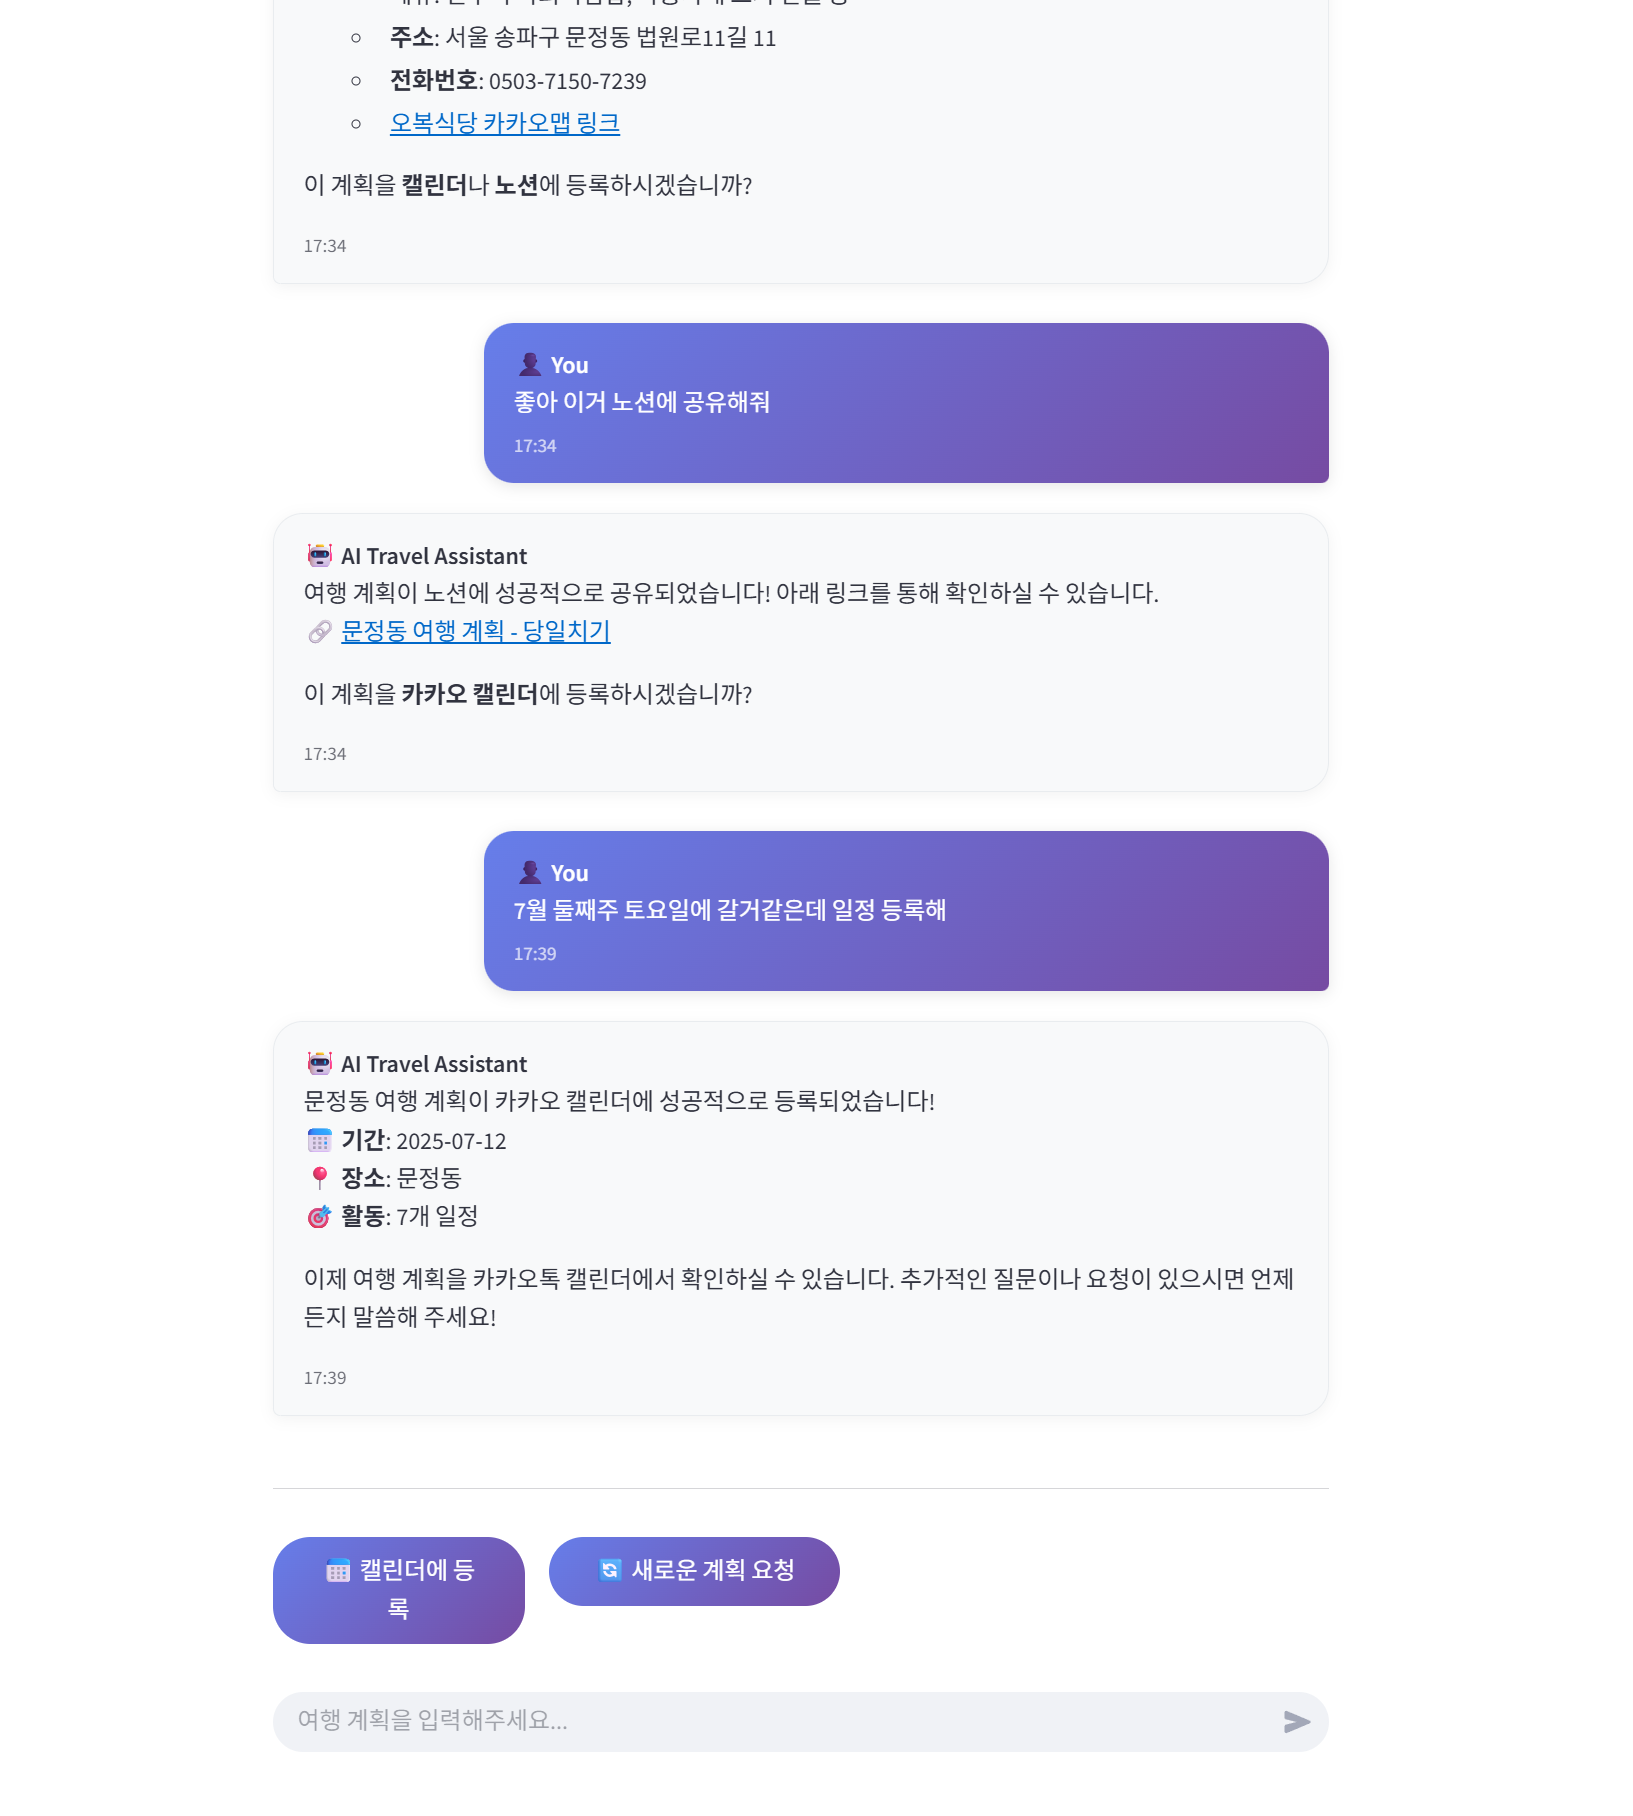 주소: 서울 송파구 문정동 법원로11길 11
전화번호: 0503-7150-7239
오복식당 카카오맵 링크
이 계획을 캘린더나 노션에 등록하시겠습니까?
17:34
You
좋아 이거 노션에 공유해줘
17:34
AI Travel Assistant
여행 계획이 노션에 성공적으로 공유되었습니다! 아래 링크를 통해 확인하실 수 있습니다.
문정동 여행 계획 - 당일치기
이 계획을 카카오 캘린더에 등록하시겠습니까?
17:34
You
7월 둘째주 토요일에 갈거같은데 일정 등록해
17:39
AI Travel Assistant
문정동 여행 계획이 카카오 캘린더에 성공적으로 등록되었습니다!
기간: 2025-07-12
장소: 문정동
활동: 7개 일정
이제 여행 계획을 카카오톡 캘린더에서 확인하실 수 있습니다. 추가적인 질문이나 요청이 있으시면 언제
든지 말씀해 주세요!
17:39
캘린더에 등
록
새로운 계획 요청
여행 계획을 입력해주세요...